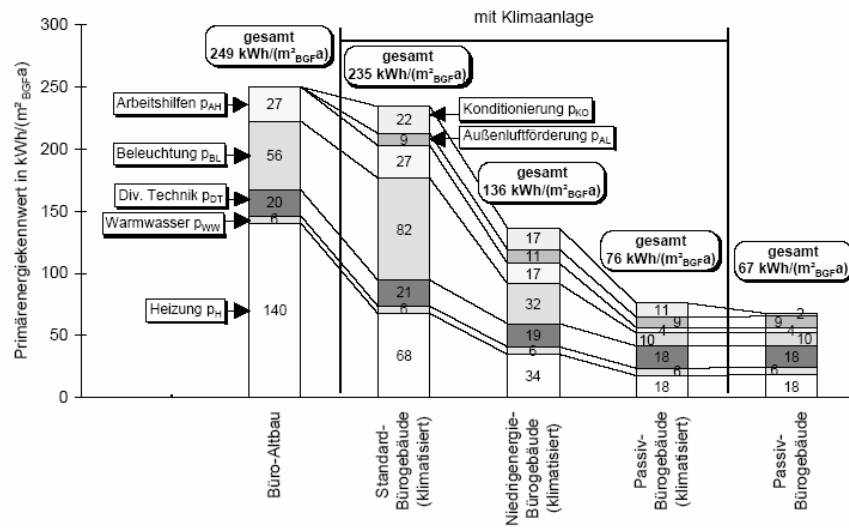 mit Klimaanlage
Primärenergiekennwert in kWh/(m²BGFa)
300
250
200
150
100
50
0
gesamt
249 kWh/(m²BGFa)
gesamt
235 kWh/(m²BGFa)
gesamt
136 kWh/(m²BGFa)
gesamt
76 kWh/(m²BGFa)
gesamt
67 kWh/(m²BGFa)
Arbeitshilfen pAH
Beleuchtung pBL
Div. Technik pDT
Warmwasser pWW
Heizung pH
Konditionierung pKO
Außenluftförderung pAL
27
56
20
6
140
22
9
27
82
21
6
68
17
11
17
32
19
6
34
11
9
4
10
18
6
18
2
9
4
10
18
6
18
Büro-Altbau
Standard-
Bürogebäude
(klimatisiert)
Niedrigenergie-
Bürogebäude
(klimatisiert)
Passiv-
Bürogebäude
(klimatisiert)
Passiv-
Bürogebäude